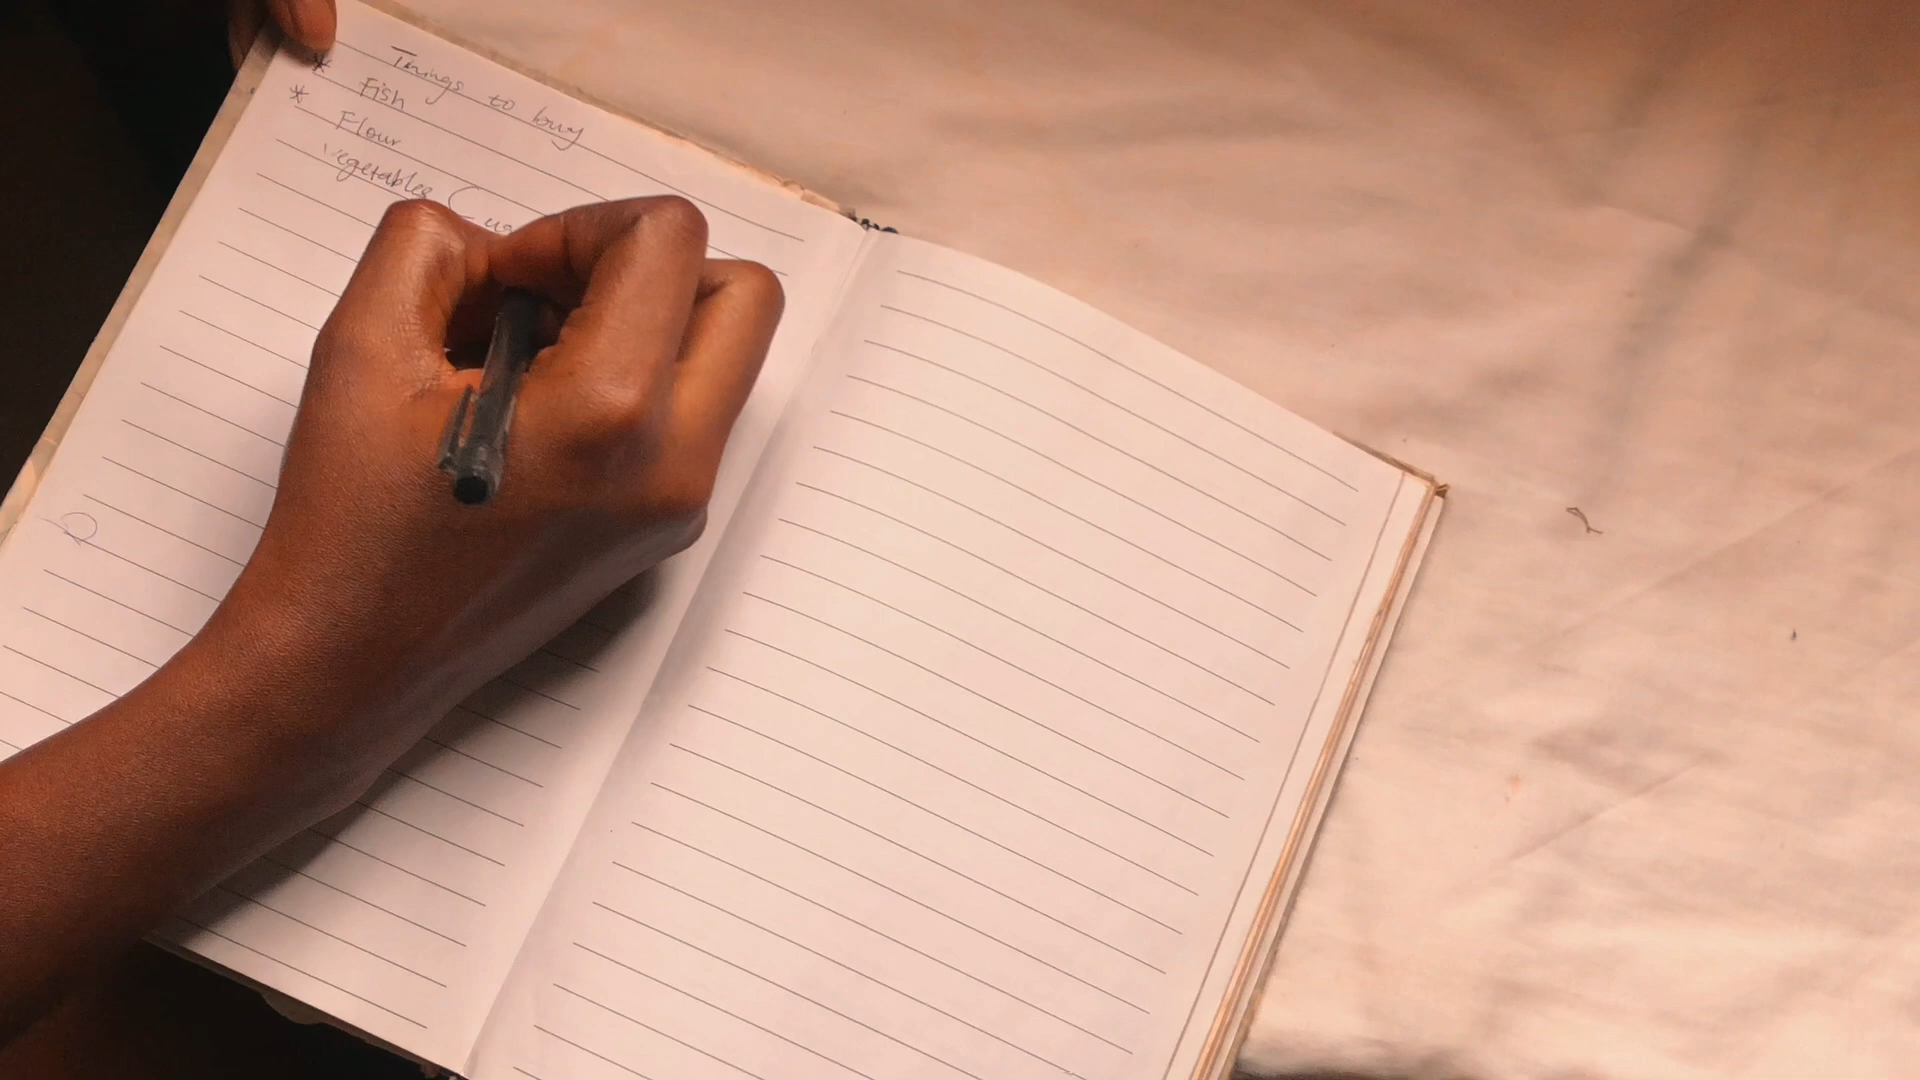 Things to buy
* Fish
* Flour
vegetables (